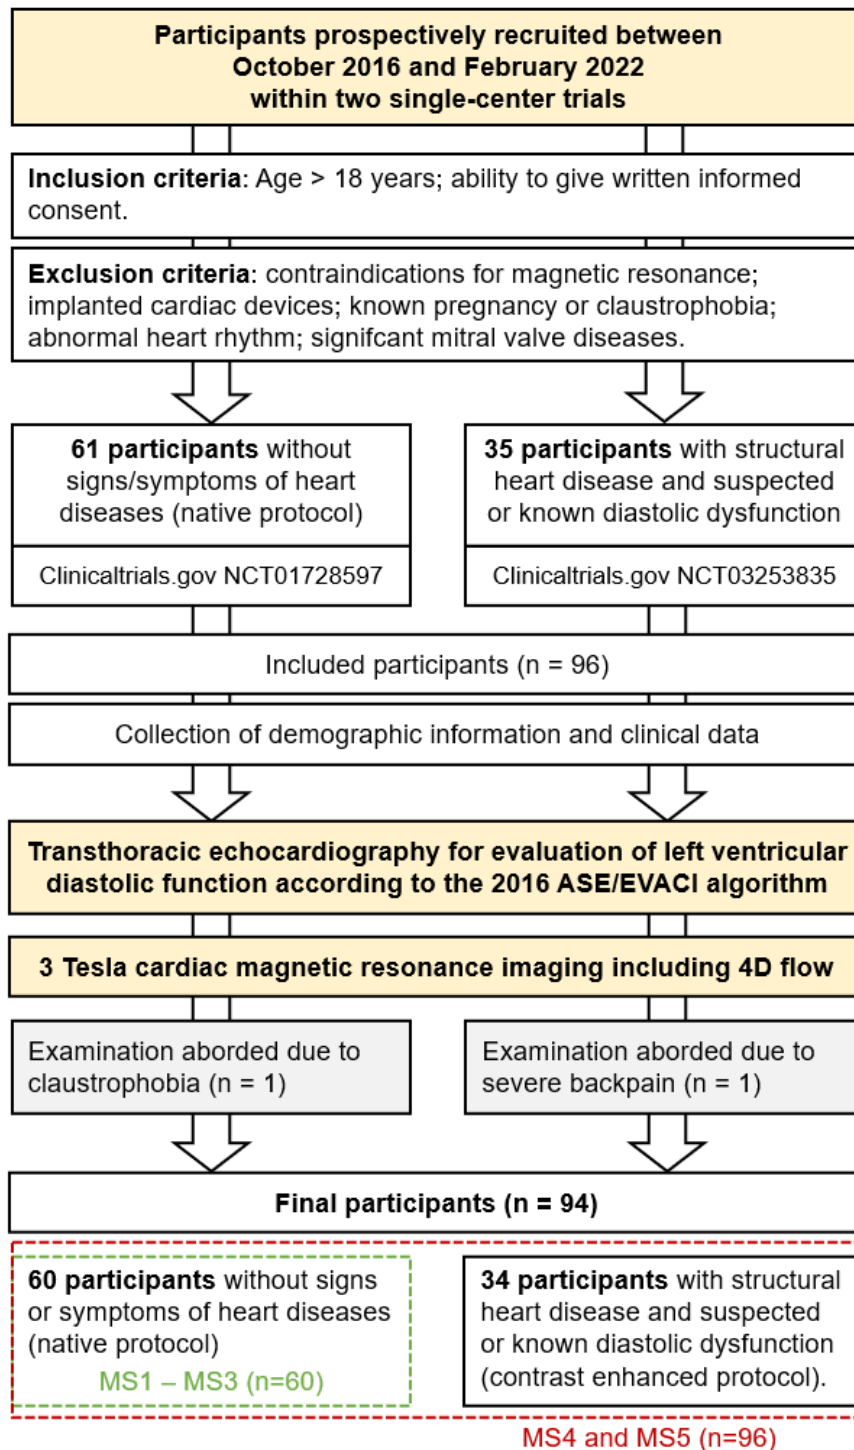 Participants prospectively recruited between
October 2016 and February 2022
within two single-center trials
Inclusion criteria: Age > 18 years; ability to give written informed
consent.
Exclusion criteria: contraindications for magnetic resonance;
implanted cardiac devices; known pregnancy or claustrophobia;
abnormal heart rhythm; signifcant mitral valve diseases.
61 participants without
signs/symptoms of heart
diseases (native protocol)
Clinicaltrials.gov NCT01728597
35 participants with structural
heart disease and suspected
or known diastolic dysfunction
Clinicaltrials.gov NCT03253835
Included participants (n = 96)
Collection of demographic information and clinical data
Transthoracic echocardiography for evaluation of left ventricular
diastolic function according to the 2016 ASE/EVACI algorithm
3 Tesla cardiac magnetic resonance imaging including 4D flow
Examination aborded due to
claustrophobia (n = 1)
Examination aborded due to
severe backpain (n = 1)
Final participants (n = 94)
60 participants without signs
or symptoms of heart diseases
(native protocol)
MS1 – MS3 (n=60)
34 participants with structural
heart disease and suspected
or known diastolic dysfunction
(contrast enhanced protocol).
MS4 and MS5 (n=96)